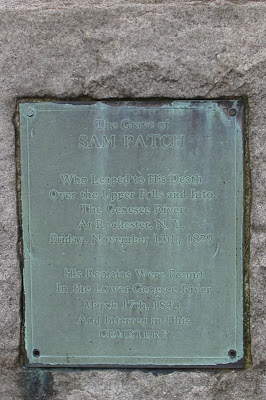 The Grave of
SAM PATCH
Who Leaped to His Death
Over the Upper Falls and Into
The Genesee River
At Rochester, N.Y.
Friday, November 13th, 1829
His Remains Were Found
In the Lower Genesee River
March 17th, 1830
And Interred in This
CEMETERY